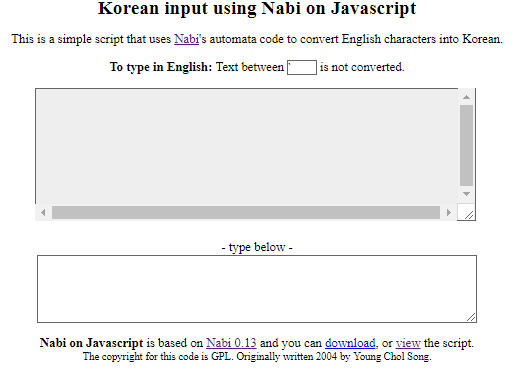 Korean input using Nabi on Javascript
This is a simple script that uses Nabi's automata code to convert English characters into Korean.
To type in English: Text between ` is not converted.
- type below -
Nabi on Javascript is based on Nabi 0.13 and you can download, or view the script.
The copyright for this code is GPL. Originally written 2004 by Young Chol Song.